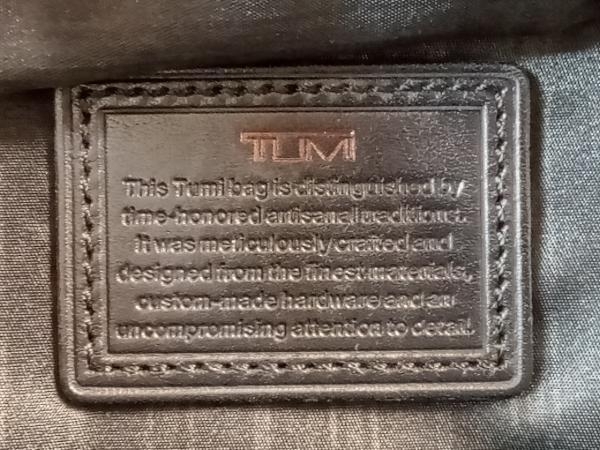 TUMI
This Tumi bag is distinguished by
time-honored artisanal traditions.
It was meticulously crafted and
designed from the finest materials,
custom-made hardware and an
uncompromising attention to detail.